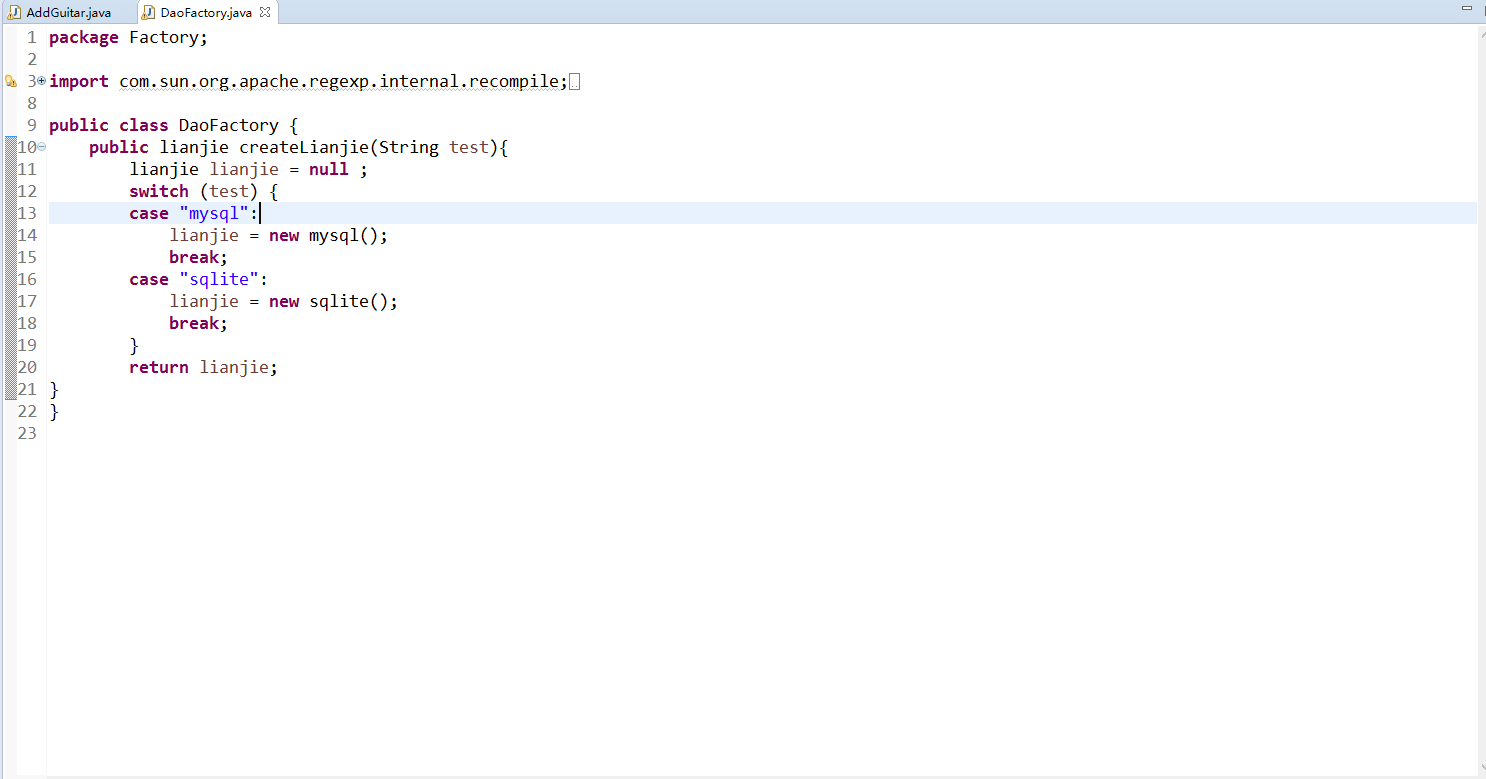 AddGuitar.java DaoFactory.java
1 package Factory;
2
3 import com.sun.org.apache.regexp.internal.recompile;
8
9 public class DaoFactory {
10     public lianjie createLianjie(String test){
11         lianjie lianjie = null ;
12         switch (test) {
13         case "mysql":
14             lianjie = new mysql();
15             break;
16         case "sqlite":
17             lianjie = new sqlite();
18             break;
19         }
20         return lianjie;
21 }
22 }
23